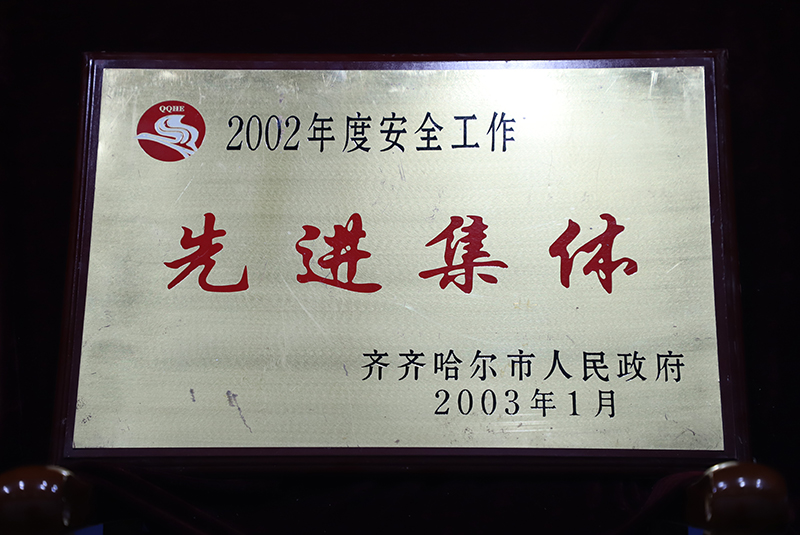 QQHE
2002年度安全工作
先进集体
齐齐哈尔市人民政府
2003年1月